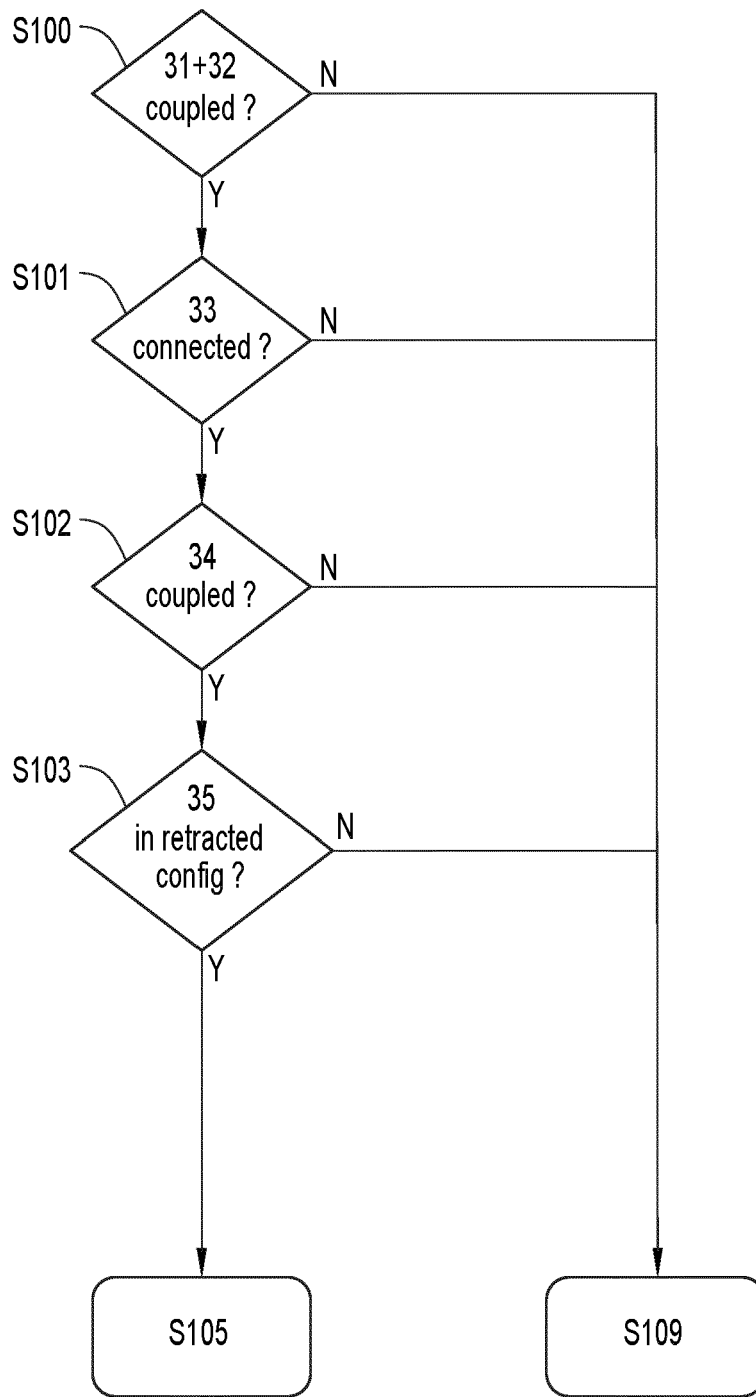 S100
31+32
coupled ?
N
Y
S101
33
connected ?
N
Y
S102
34
coupled ?
N
Y
S103
35
in retracted
config ?
N
Y
S105
S109